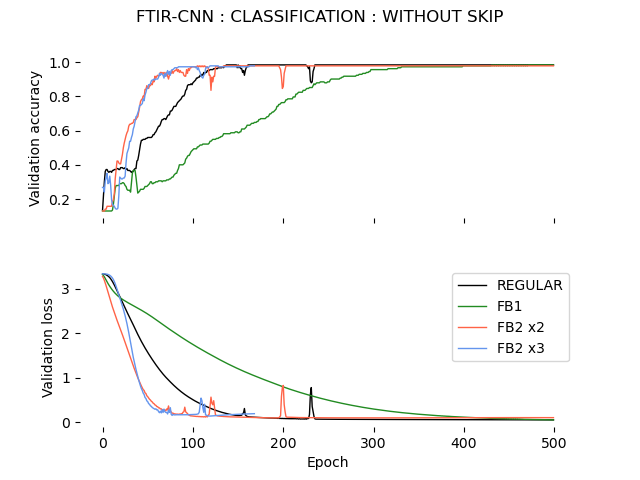 FTIR-CNN : CLASSIFICATION : WITHOUT SKIP
Validation accuracy
1.0
0.8
0.6
0.4
0.2
Validation loss
3
2
1
0
REGULAR
FB1
FB2 x2
FB2 x3
0 100 200 300 400 500
Epoch